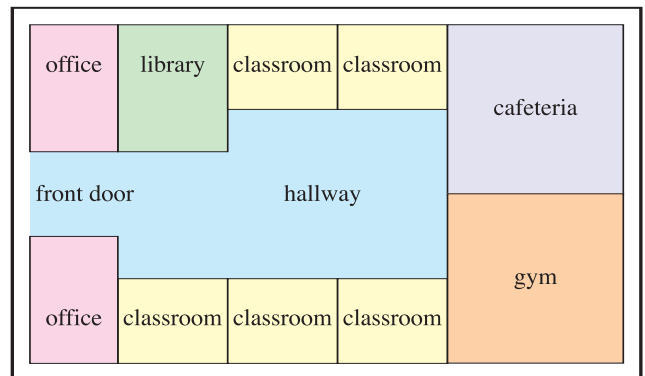 office library classroom classroom
cafeteria
front door hallway
gym
office classroom classroom classroom